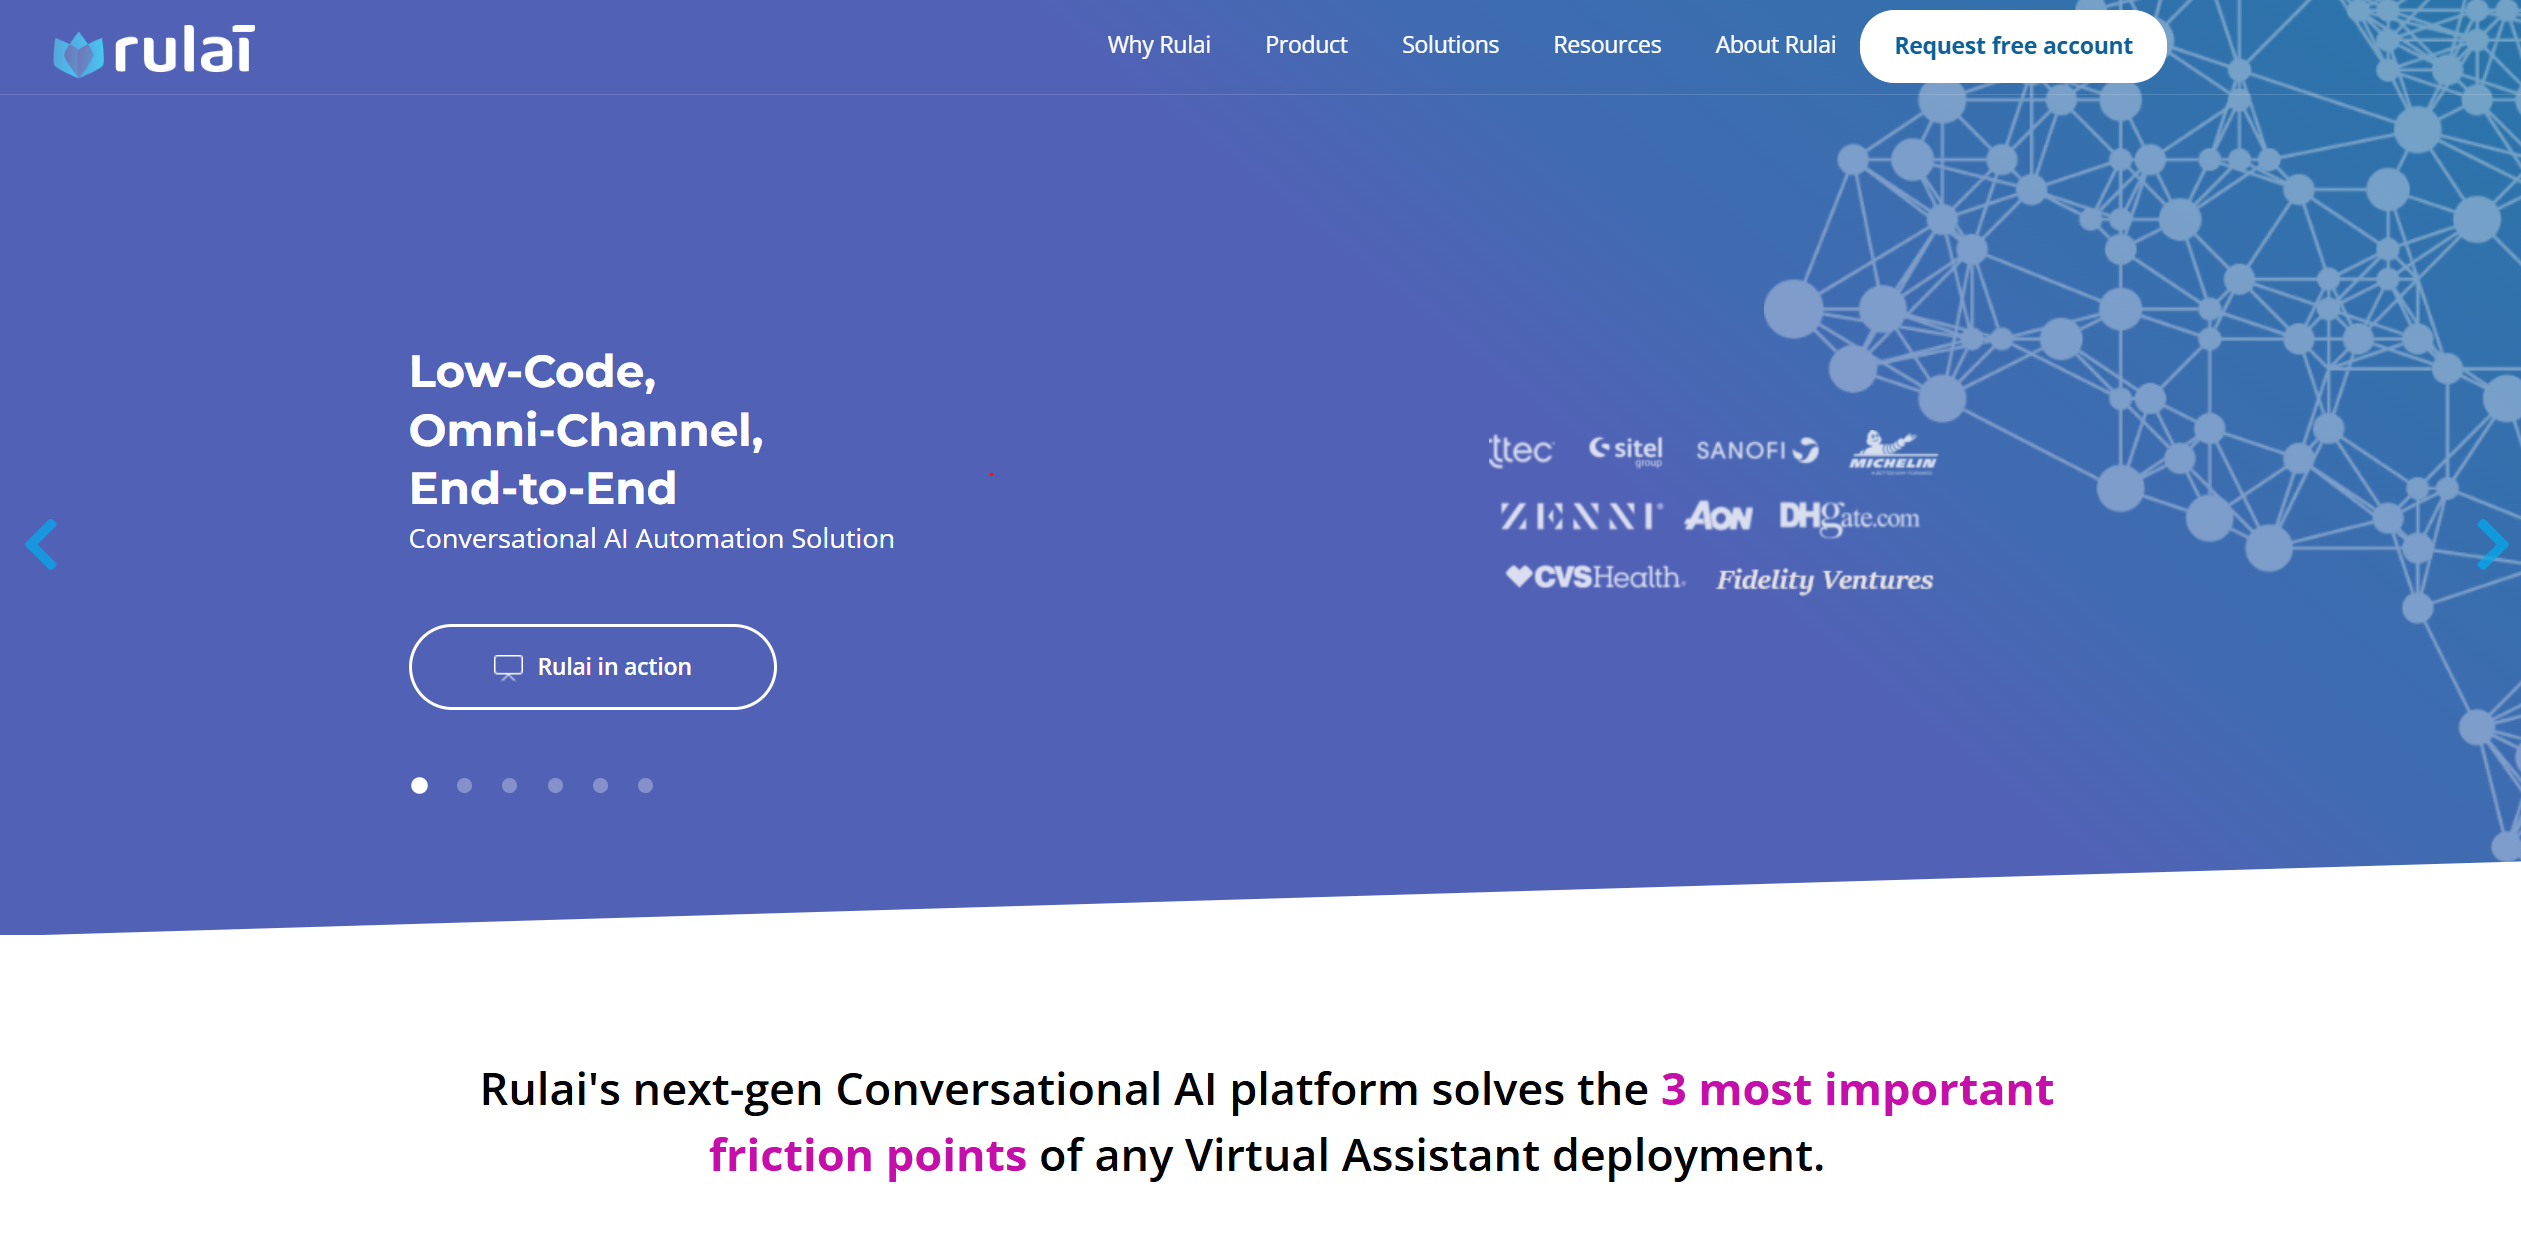 rulai
Why Rulai
Product
Solutions
Resources
About Rulai
Request free account
Low-Code,
Omni-Channel,
End-to-End
Conversational AI Automation Solution
Rulai in action
ttec
sitel
group
SANOFI
MICHELIN
ZENNI®
AON
DHgate.com
CVSHealth®
Fidelity Ventures
Rulai's next-gen Conversational AI platform solves the 3 most important
friction points of any Virtual Assistant deployment.